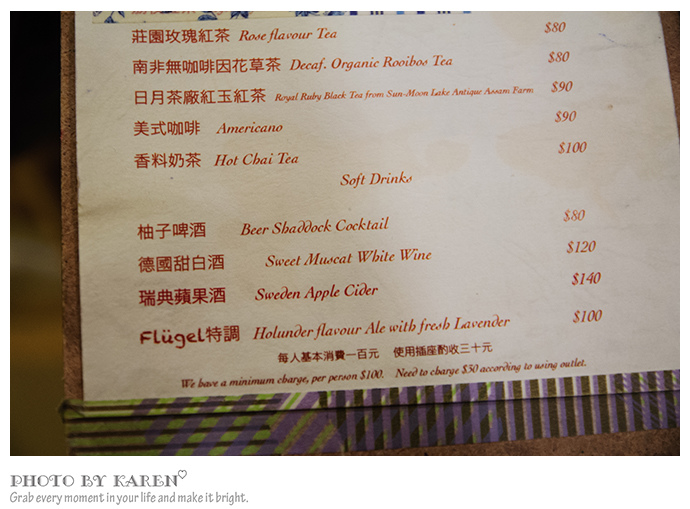 莊園玫瑰紅茶 Rose flavour Tea $80
南非無咖啡因花草茶 Decaf. Organic Rooibos Tea $80
日月茶廠紅玉紅茶 Royal Ruby Black Tea from Sun-Moon Lake Antique Assam Farm $90
美式咖啡 Americano $90
香料奶茶 Hot Chai Tea $100
Soft Drinks
柚子啤酒 Beer Shaddock Cocktail $80
德國甜白酒 Sweet Muscat White Wine $120
瑞典蘋果酒 Sweden Apple Cider $140
Flügel特調 Holunder flavour Ale with fresh Lavender $100
每人基本消費一百元 使用插座酌收三十元
We have a minimum charge, per person $100. Need to charge $30 according to using outlet.
PHOTO BY KAREN♡
Grab every moment in your life and make it bright.